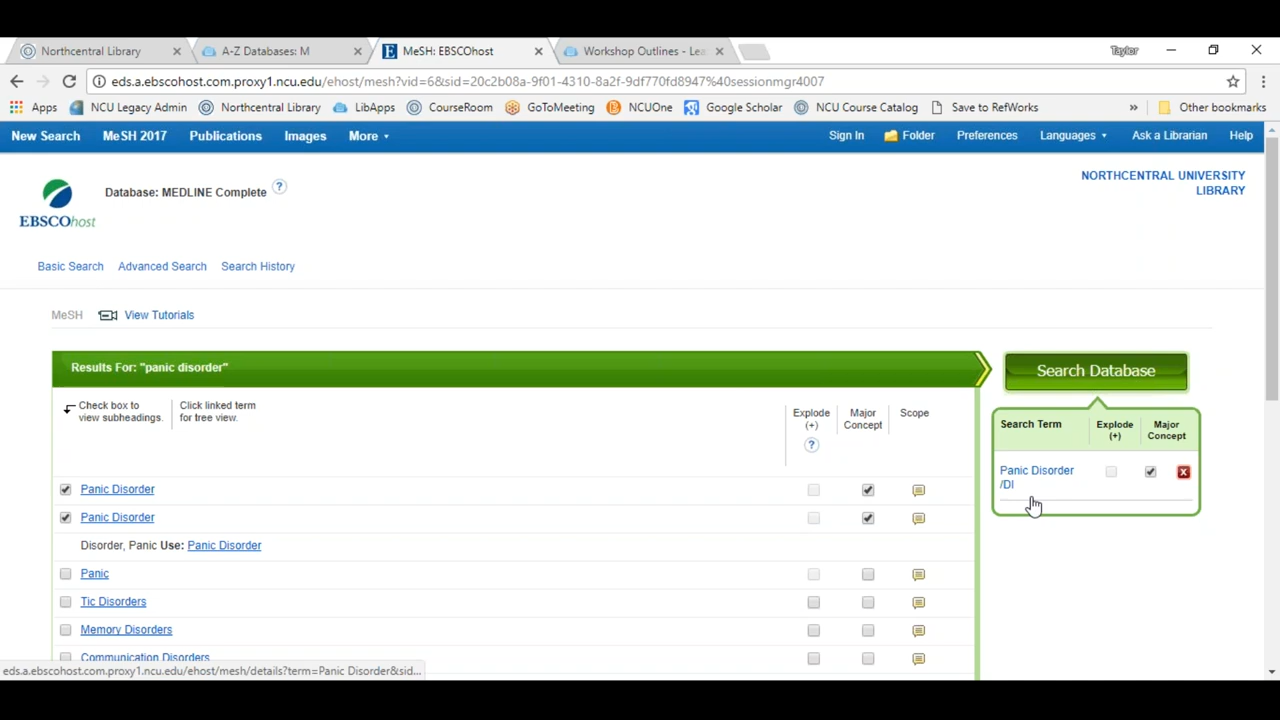 Northcentral Library
A-Z Databases: M
MeSH: EBSCOhost
Workshop Outlines - Lea
Taylor
eds.a.ebscohost.com.proxy1.ncu.edu/ehost/mesh?vid=6&sid=20c2b08a-9f01-4310-8a2f-9df770fd8947%40sessionmgr4007
Apps
NCU Legacy Admin
Northcentral Library
LibApps
CourseRoom
GoToMeeting
NCUOne
Google Scholar
NCU Course Catalog
Save to RefWorks
»
Other bookmarks
New Search
MeSH 2017
Publications
Images
More
Sign In
Folder
Preferences
Languages
Ask a Librarian
Help
EBSCOhost
Database: MEDLINE Complete
?
NORTHCENTRAL UNIVERSITY
LIBRARY
Basic Search
Advanced Search
Search History
MeSH
View Tutorials
Results For: "panic disorder"
Check box to
view subheadings.
Click linked term
for tree view.
Explode
(+)
?
Major
Concept
Scope
Panic Disorder
Panic Disorder
Disorder, Panic Use: Panic Disorder
Panic
Tic Disorders
Memory Disorders
Communication Disorders
Search Database
Search Term
Explode
(+)
Major
Concept
Panic Disorder
/DI
eds.a.ebscohost.com.proxy1.ncu.edu/ehost/mesh/details?term=Panic Disorder&sid...